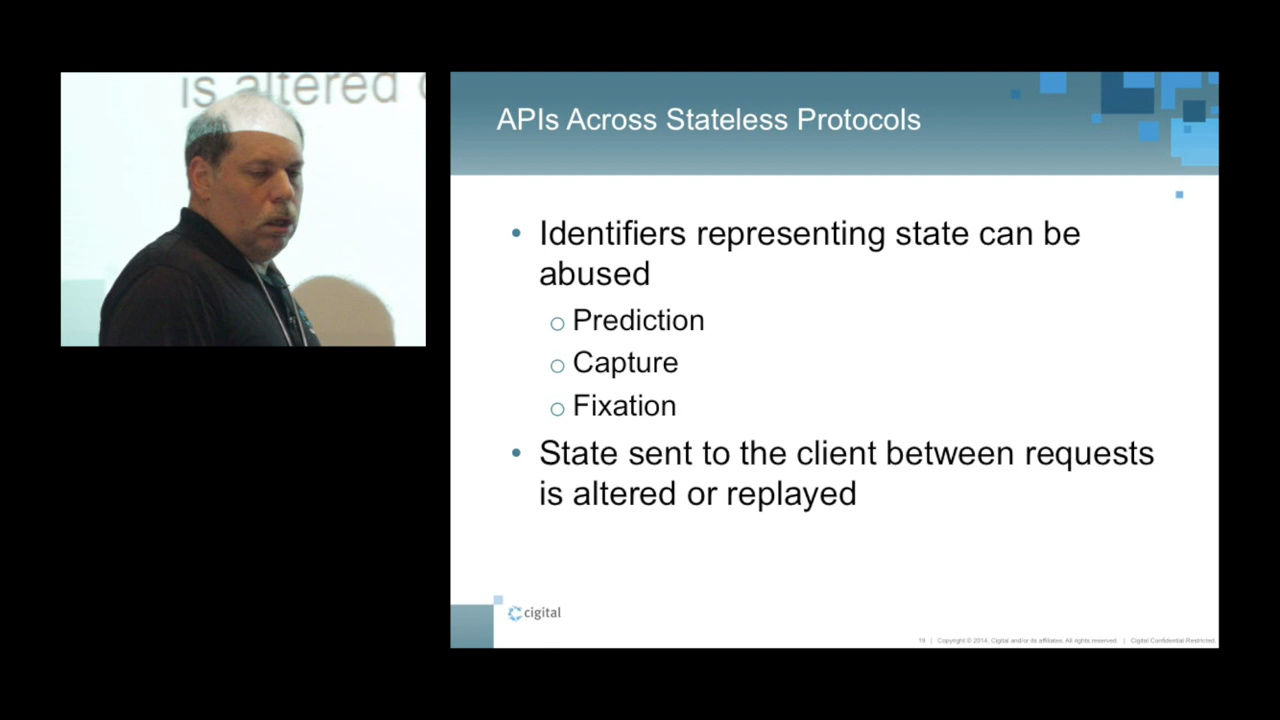 is altered
APIs Across Stateless Protocols
• Identifiers representing state can be
abused
○ Prediction
○ Capture
○ Fixation
• State sent to the client between requests
is altered or replayed
cigital
19 | Copyright © 2014, Cigital and/or its affiliates. All rights reserved. | Cigital Confidential Restricted.